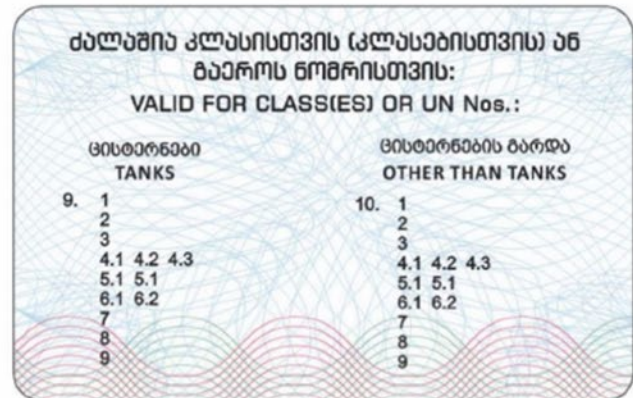 ძალაშია კლასისთვის (კლასებისთვის) ან
გაეროს ნომრისთვის:
VALID FOR CLASS(ES) OR UN Nos.:
ცისტერნები
TANKS
9. 1
2
3
4.1 4.2 4.3
5.1 5.1
6.1 6.2
7
8
9
ცისტერნების გარდა
OTHER THAN TANKS
10. 1
2
3
4.1 4.2 4.3
5.1 5.1
6.1 6.2
7
8
9